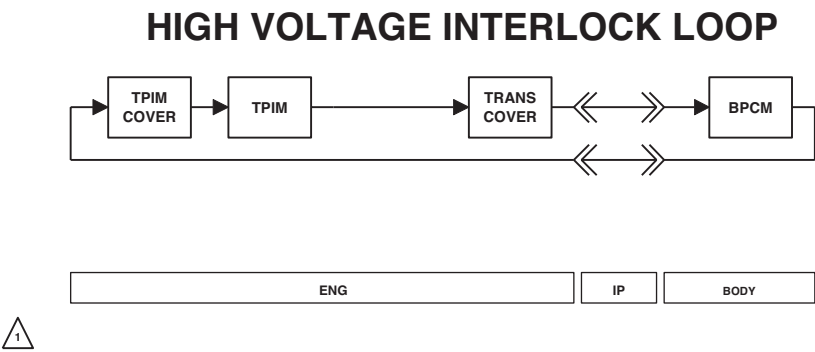 HIGH VOLTAGE INTERLOCK LOOP
TPIM
COVER
TPIM
TRANS
COVER
BPCM
ENG
IP
BODY
1